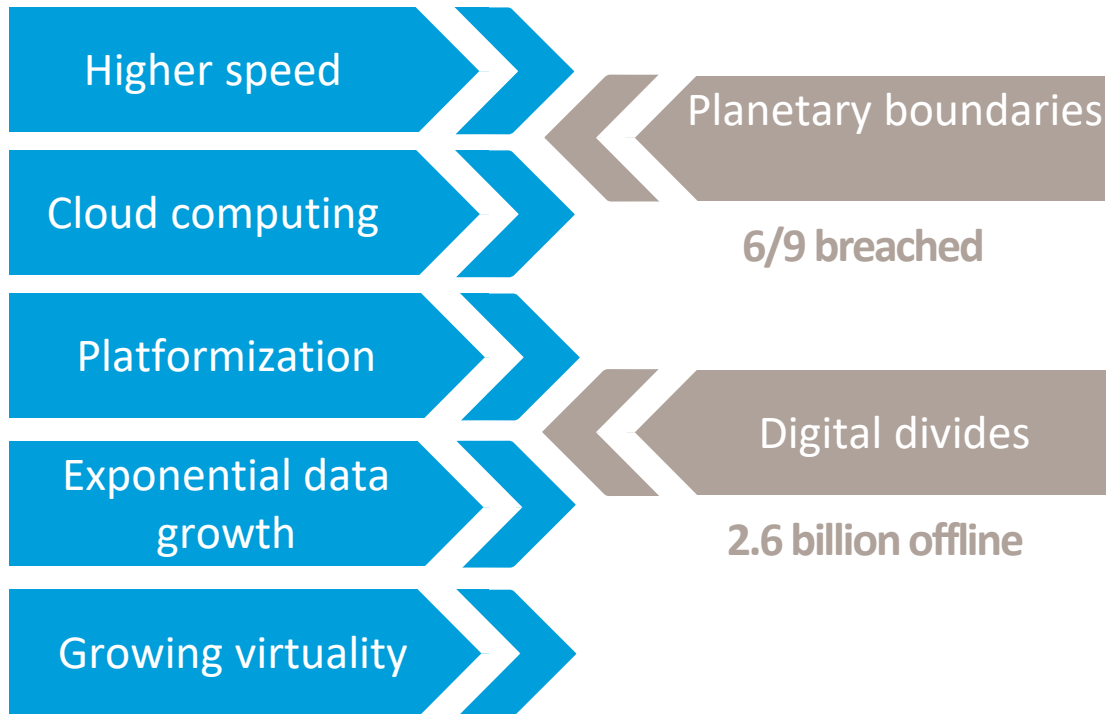 Higher speed
Cloud computing
Platformization
Exponential data
growth
Growing virtuality
Planetary boundaries
6/9 breached
Digital divides
2.6 billion offline